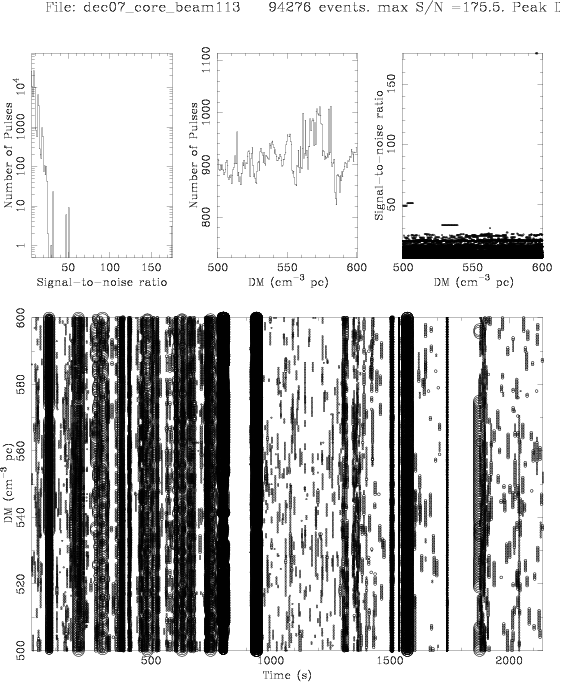 File: dec07_core_beam113 94276 events. max S/N =175.5. Peak D
Number of Pulses
10⁴
1000
100
10
1
50 100 150
Signal−to−noise ratio
Number of Pulses
1100
1000
900
800
500 550 600
DM (cm⁻³ pc)
Signal−to−noise ratio
150
100
50
500 550 600
DM (cm⁻³ pc)
DM (cm⁻³ pc)
600
580
560
540
520
500
500 1000 1500 2000
Time (s)